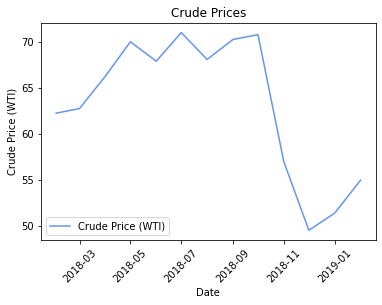 Crude Prices
Crude Price (WTI)
70
65
60
55
50
Crude Price (WTI)
2018-03
2018-05
2018-07
2018-09
2018-11
2019-01
Date